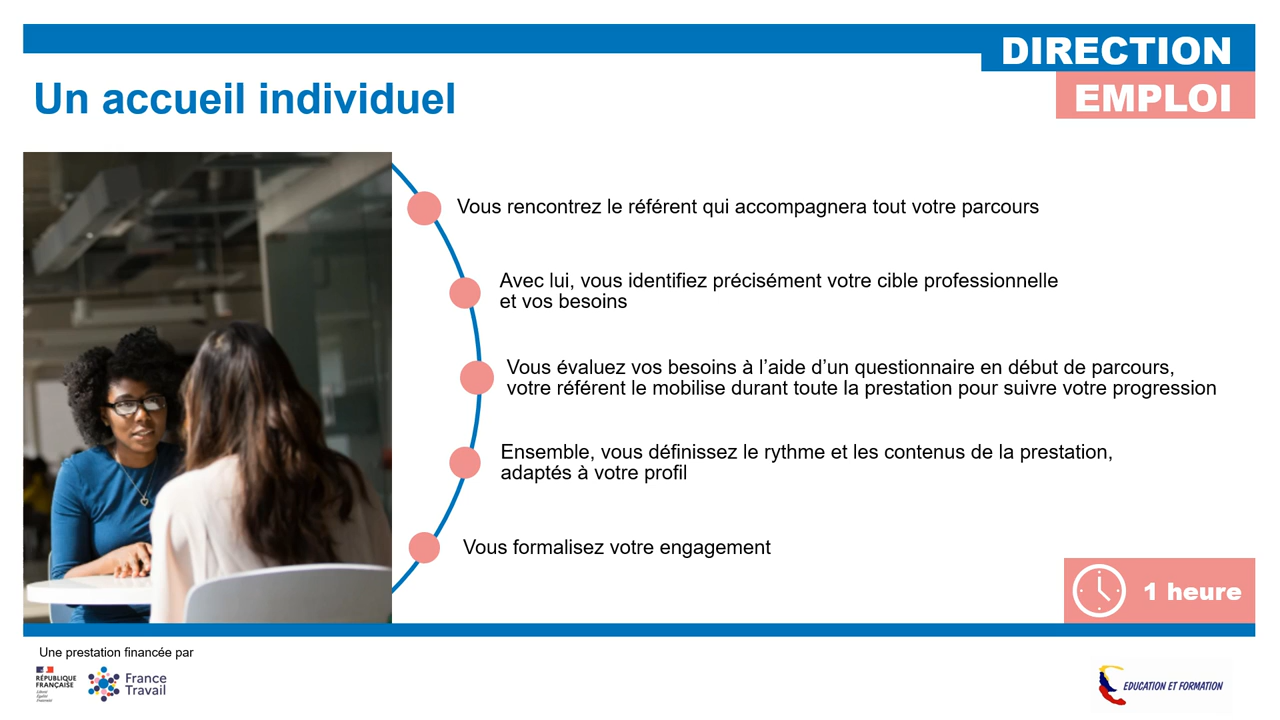 DIRECTION
EMPLOI
Un accueil individuel
Vous rencontrez le référent qui accompagnera tout votre parcours
Avec lui, vous identifiez précisément votre cible professionnelle
et vos besoins
Vous évaluez vos besoins à l’aide d’un questionnaire en début de parcours,
votre référent le mobilise durant toute la prestation pour suivre votre progression
Ensemble, vous définissez le rythme et les contenus de la prestation,
adaptés à votre profil
Vous formalisez votre engagement
1 heure
Une prestation financée par
RÉPUBLIQUE
FRANÇAISE
Liberté
Égalité
Fraternité
France
Travail
EDUCATION ET FORMATION